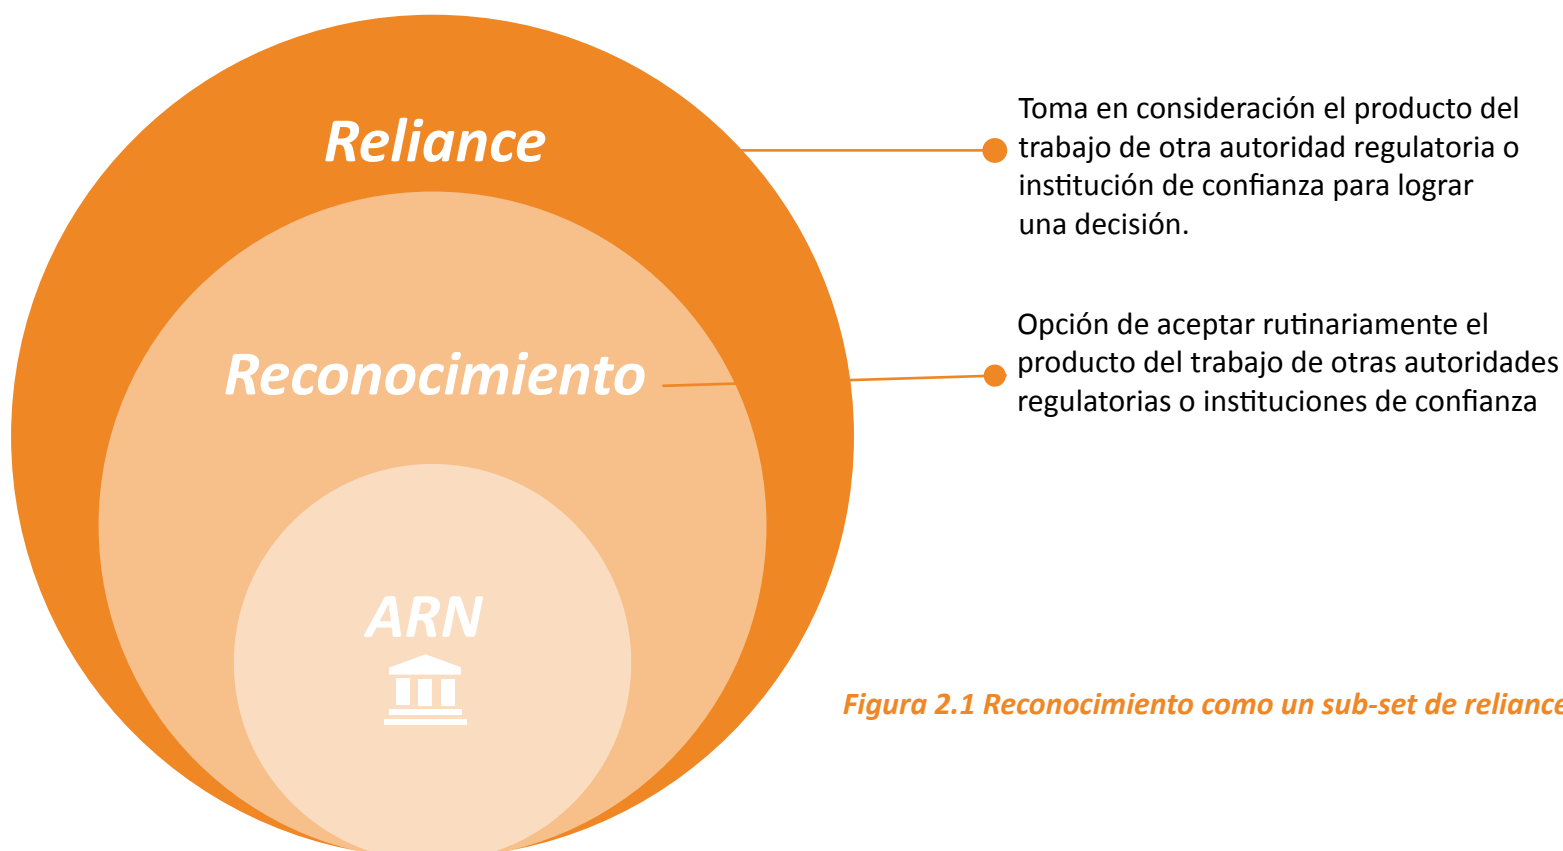 Reliance
Toma en consideración el producto del
trabajo de otra autoridad regulatoria o
institución de confianza para lograr
una decisión.
Reconocimiento
Opción de aceptar rutinariamente el
producto del trabajo de otras autoridades
regulatorias o instituciones de confianza
ARN
Figura 2.1 Reconocimiento como un sub-set de reliance